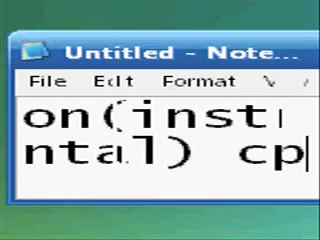 Untitled - Note...
File Edit Format
on(inst
ntal) cp